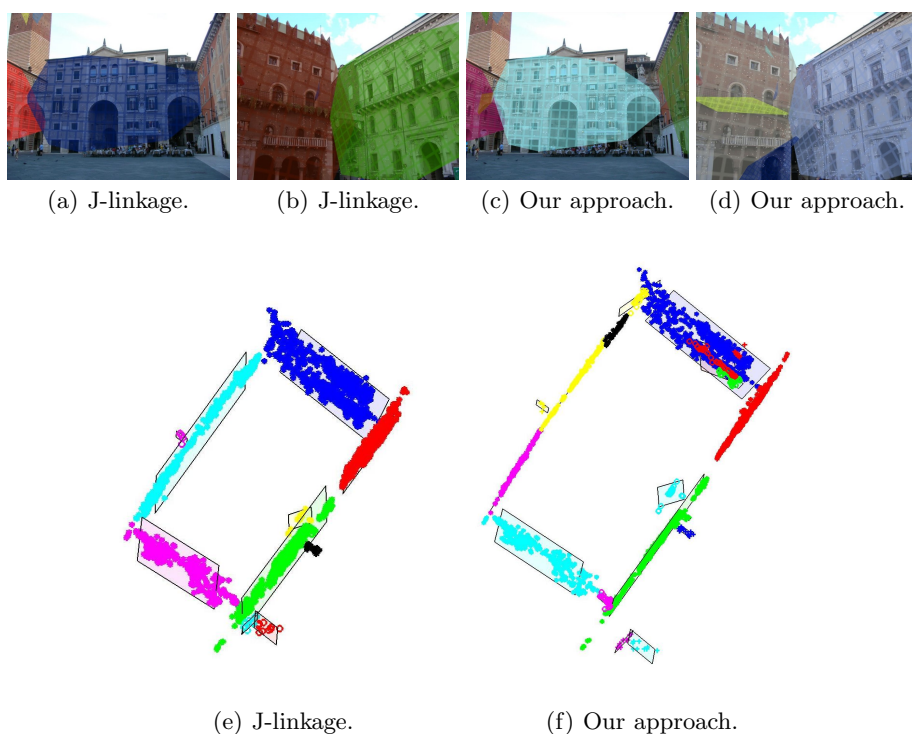 (a) J-linkage. (b) J-linkage. (c) Our approach. (d) Our approach.
(e) J-linkage. (f) Our approach.